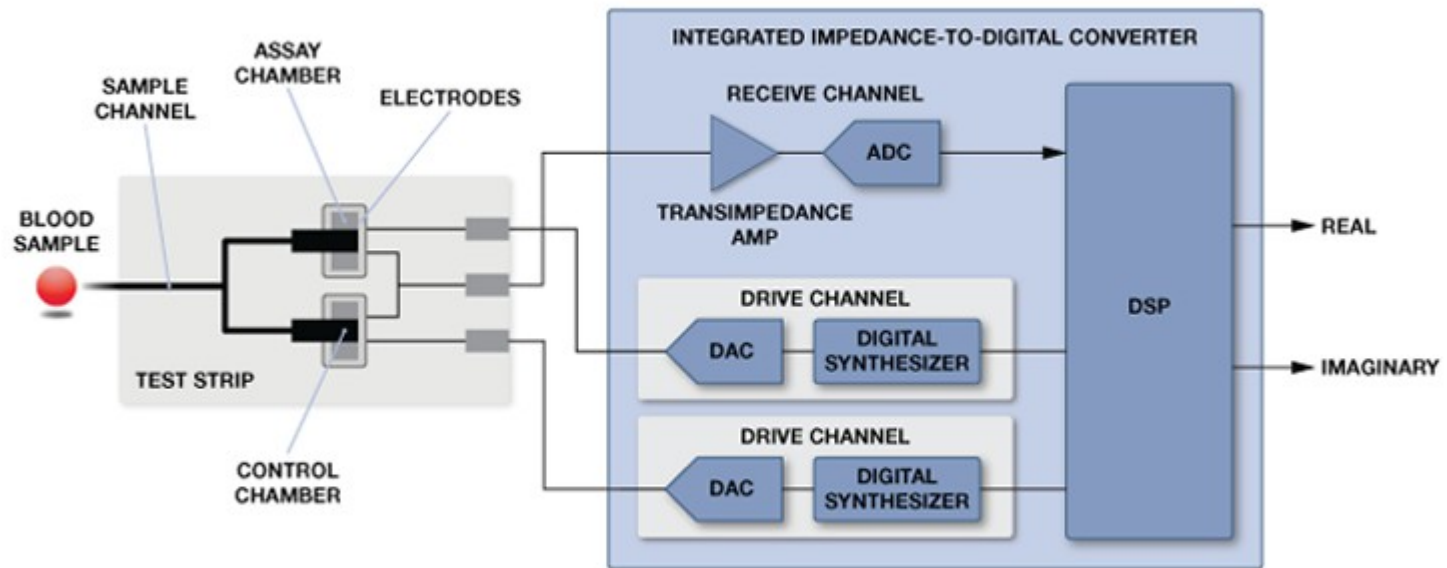 INTEGRATED IMPEDANCE-TO-DIGITAL CONVERTER
ASSAY
CHAMBER
SAMPLE
CHANNEL
ELECTRODES
RECEIVE CHANNEL
ADC
TRANSIMPEDANCE
AMP
BLOOD
SAMPLE
TEST STRIP
CONTROL
CHAMBER
DRIVE CHANNEL
DAC
DIGITAL
SYNTHESIZER
DRIVE CHANNEL
DAC
DIGITAL
SYNTHESIZER
DSP
REAL
IMAGINARY